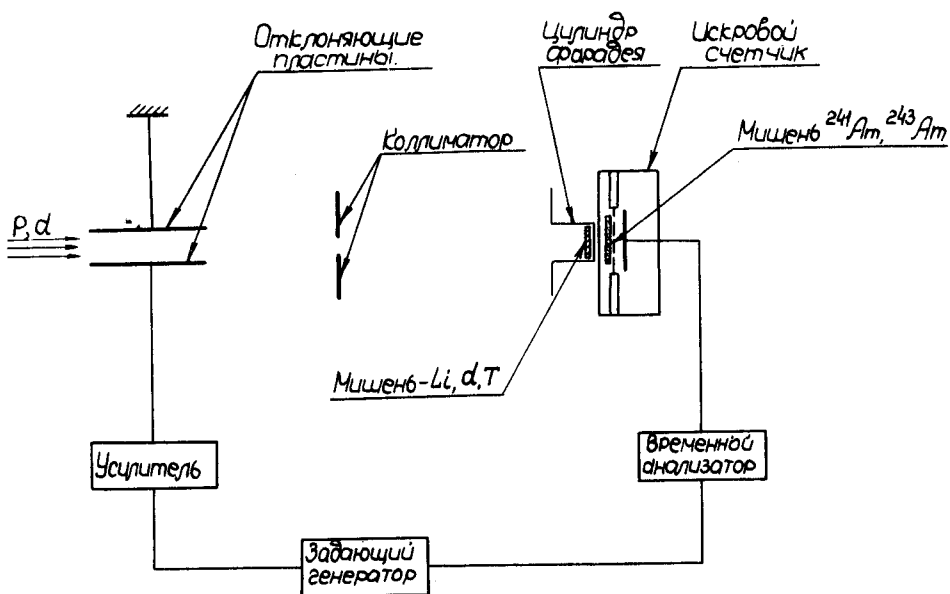 Отклоняющие
пластины.
Цилиндр
фарадея
Искровой
счетчик
Мишень ²⁴¹Am, ²⁴³Am
Коллиматор
P, d
Мишень-Li, d, T
Усилитель
Временной
анализатор
Задающий
генератор